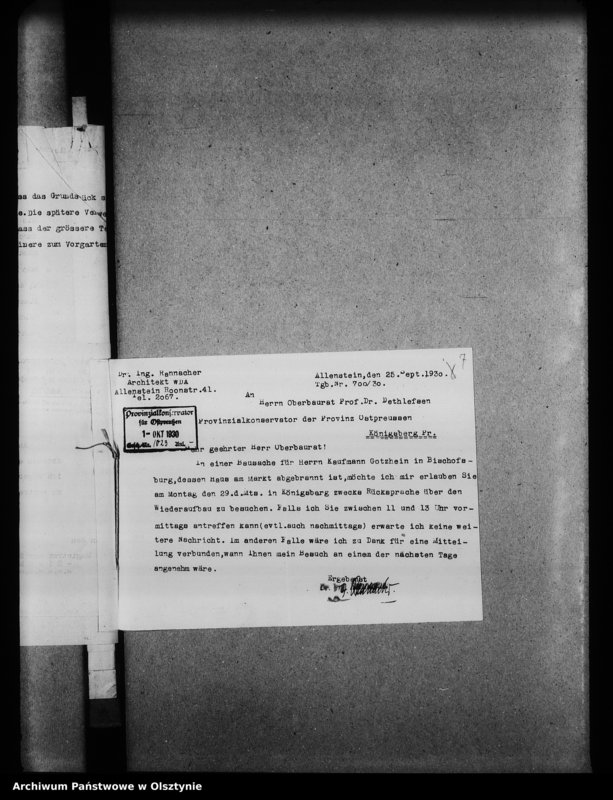 ss das Grundstück
e.Die spätere
ass der grössere
inere zum Vorgarten
7
Dr. Ing. Hannacher
Architekt WDA
Allenstein Roonstr.41.
Tel. 2067.
Allenstein,den 25.Sept.1930.
Tgb.Nr. 700/30.
An
Herrn Oberbaurat Prof.Dr. Dethlefsen
Provinzialkonservator der Provinz Ostpreussen
Königsberg Pr.
Provinzialkonservator
für Ostpreußen
1- OKT 1930
Sehr geehrter Herr Oberbaurat!
In einer Bausache für Herrn Kaufmann Gotzhein in Bischofs-
burg,dessen Haus am Markt abgebrannt ist,möchte ich mir erlauben Sie
am Montag den 29.d.Mts. in Königsberg zwecks Rücksprache über den
Wiederaufbau zu besuchen. Falls ich Sie zwischen 11 und 13 Uhr vor-
mittags antreffen kann(evtl.auch nachmittags) erwarte ich keine wei-
tere Nachricht. Im anderen Falle wäre ich zu Dank für eine Mittei-
lung verbunden,wann Ihnen mein Besuch an einem der nächsten Tage
angenehm wäre.
Ergebenst
Archiwum Państwowe w Olsztynie